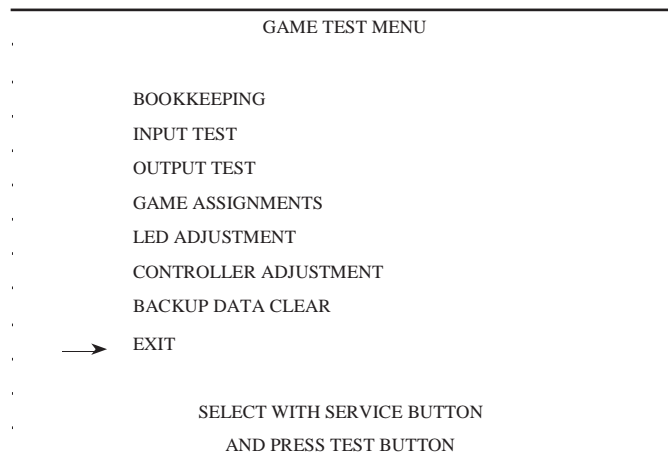 GAME TEST MENU
BOOKKEEPING
INPUT TEST
OUTPUT TEST
GAME ASSIGNMENTS
LED ADJUSTMENT
CONTROLLER ADJUSTMENT
BACKUP DATA CLEAR
EXIT
SELECT WITH SERVICE BUTTON
AND PRESS TEST BUTTON